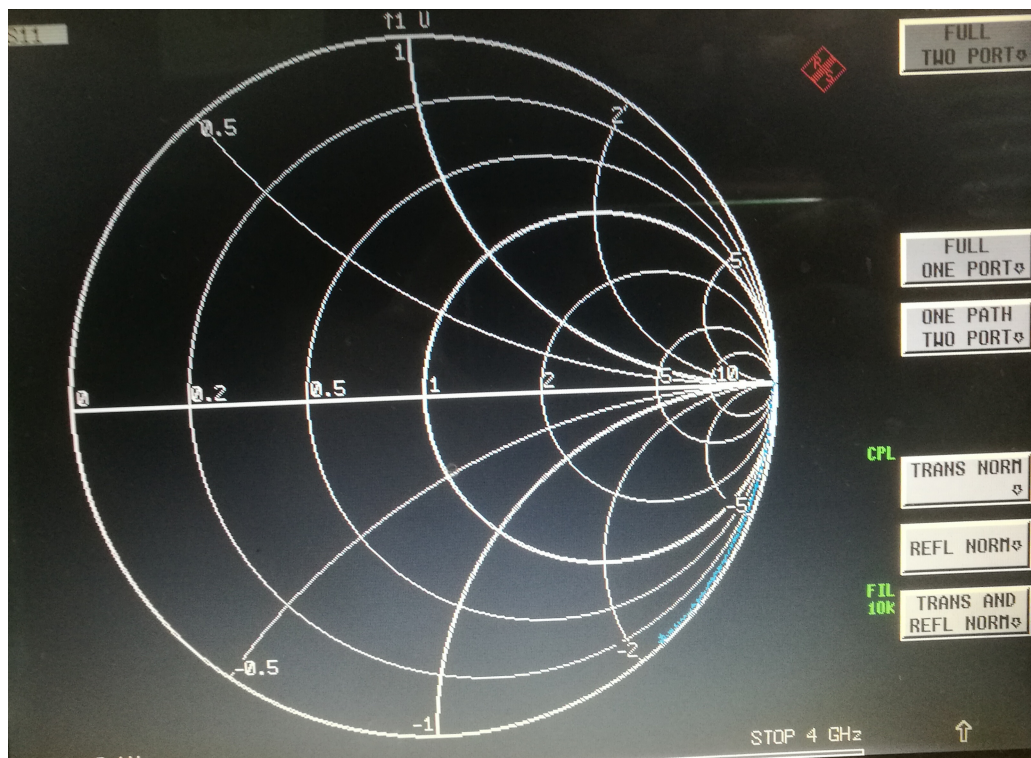 S11
↑1 U
1
0.5
2
5
0
0.2
0.5
1
2
5
10
-5
-2
-0.5
-1
R
S
FULL
TWO PORT
FULL
ONE PORT
ONE PATH
TWO PORT
CPL
TRANS NORM
REFL NORM
FIL
10k
TRANS AND
REFL NORM
STOP 4 GHz